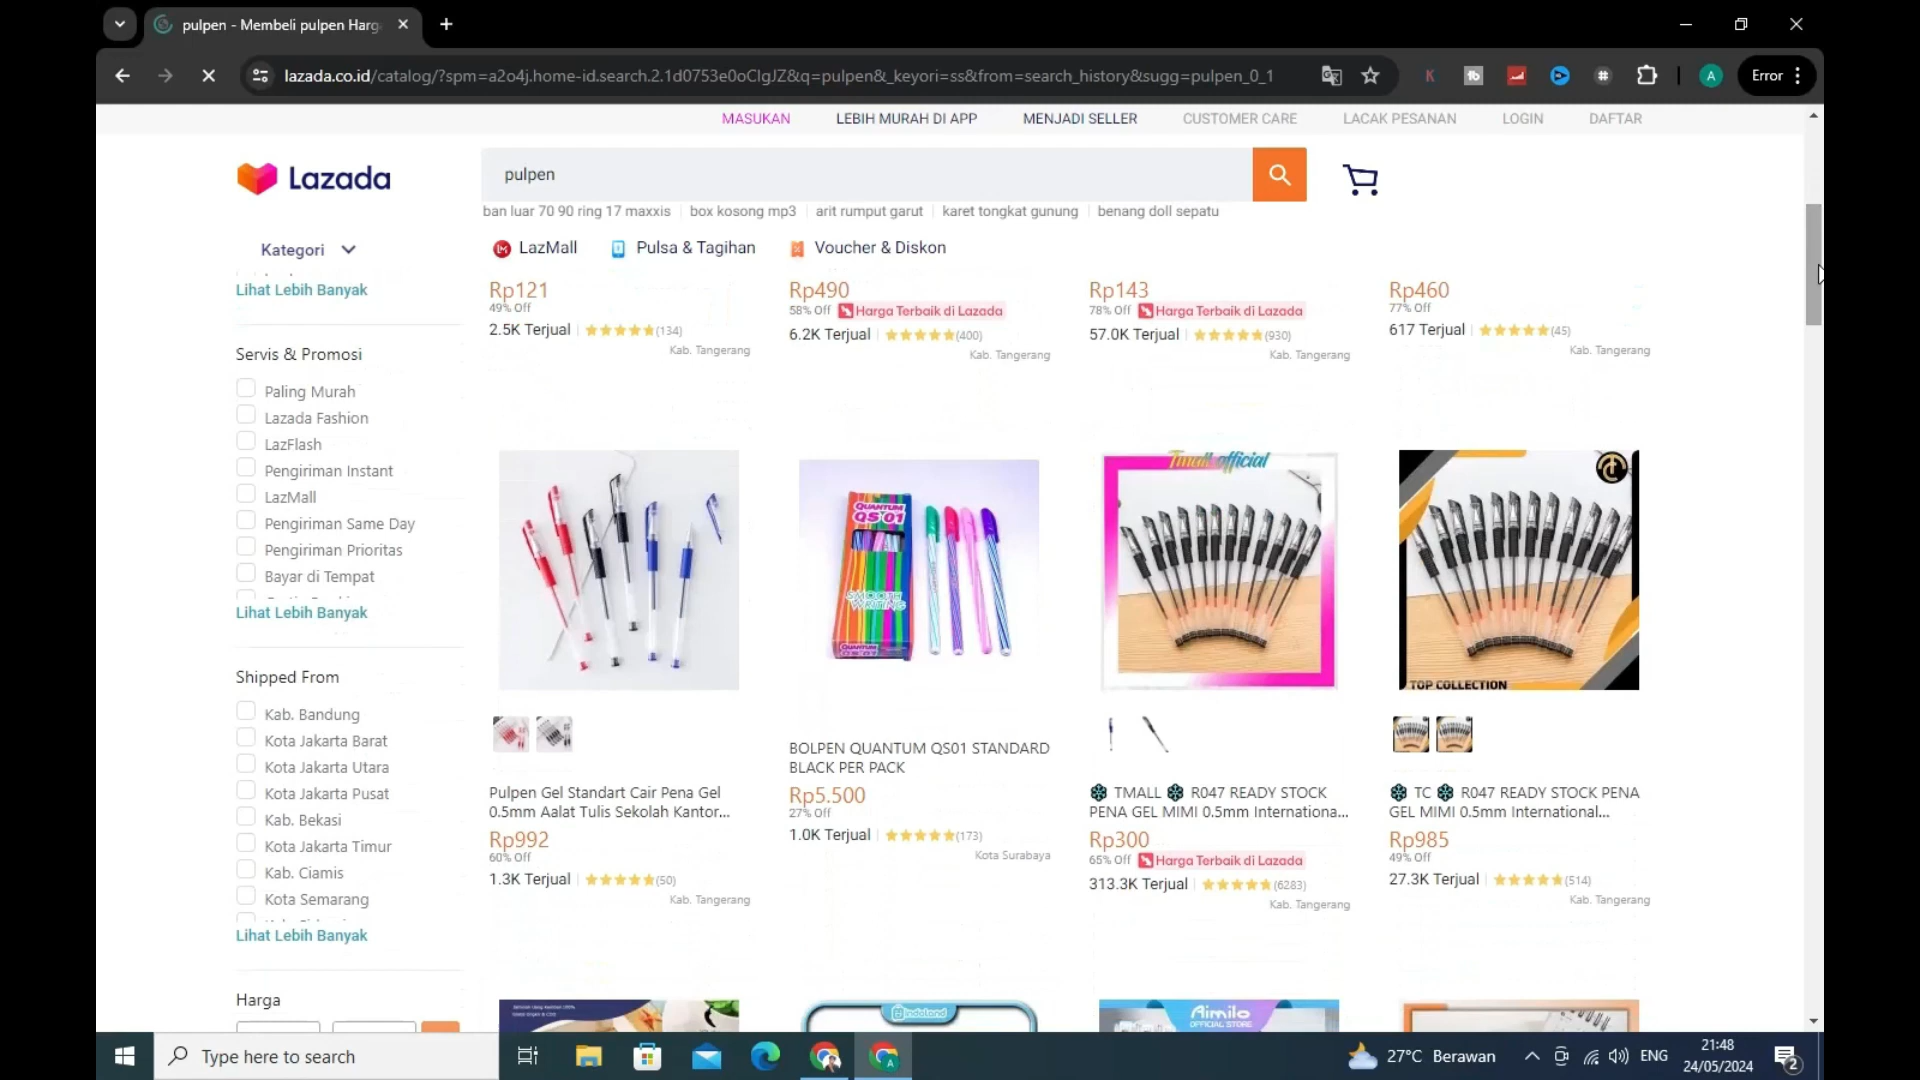 pulpen - Membeli pulpen Harg
lazada.co.id/catalog/?spm=a2o4j.home-id.search.2.1d0753e0oCIgJZ&q=pulpen&_keyori=ss&from=search_history&sugg=pulpen_0_1
Error
MASUKAN
LEBIH MURAH DI APP
MENJADI SELLER
CUSTOMER CARE
LACAK PESANAN
LOGIN
DAFTAR
Lazada
pulpen
ban luar 70 90 ring 17 maxxis
box kosong mp3
arit rumput garut
karet tongkat gunung
benang doll sepatu
Kategori
LazMall
Pulsa & Tagihan
Voucher & Diskon
Lihat Lebih Banyak
Servis & Promosi
Paling Murah
Lazada Fashion
LazFlash
Pengiriman Instant
LazMall
Pengiriman Same Day
Pengiriman Prioritas
Bayar di Tempat
Lihat Lebih Banyak
Shipped From
Kab. Bandung
Kota Jakarta Barat
Kota Jakarta Utara
Kota Jakarta Pusat
Kab. Bekasi
Kota Jakarta Timur
Kab. Ciamis
Kota Semarang
Lihat Lebih Banyak
Harga
Rp121
49% Off
2.5K Terjual
(134)
Kab. Tangerang
Rp490
58% Off
Harga Terbaik di Lazada
6.2K Terjual
(400)
Kab. Tangerang
Rp143
78% Off
Harga Terbaik di Lazada
57.0K Terjual
(930)
Kab. Tangerang
Rp460
77% Off
617 Terjual
(45)
Kab. Tangerang
Pulpen Gel Standart Cair Pena Gel
0.5mm Aalat Tulis Sekolah Kantor...
Rp992
60% Off
1.3K Terjual
(50)
Kab. Tangerang
QUANTUM
QS 01
SMOOTH
WRITING
QUANTUM
QS 01
BOLPEN QUANTUM QS01 STANDARD
BLACK PER PACK
Rp5.500
27% Off
1.0K Terjual
(173)
Kota Surabaya
Tmall official
TMALL R047 READY STOCK
PENA GEL MIMI 0.5mm Internationa...
Rp300
65% Off
Harga Terbaik di Lazada
313.3K Terjual
(6283)
Kab. Tangerang
TOP COLLECTION
TC R047 READY STOCK PENA
GEL MIMI 0.5mm International...
Rp985
49% Off
27.3K Terjual
(514)
Kab. Tangerang
indoland
Aimilo
OFFICIAL STORE
Type here to search
27°C Berawan
ENG
21:48
24/05/2024
2